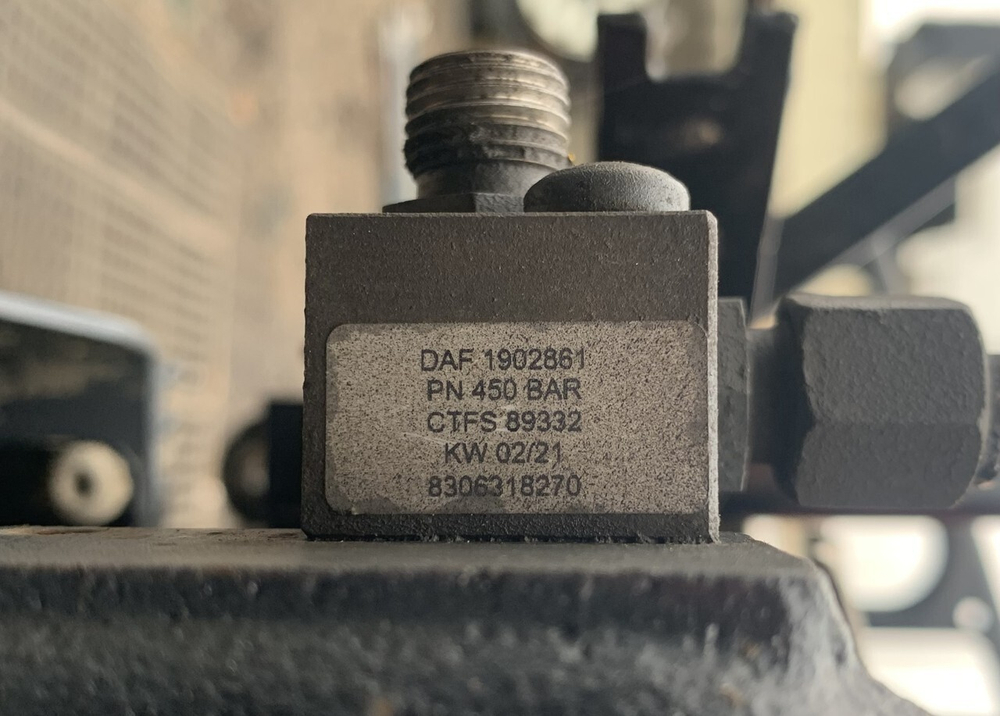 DAF 1902861
PN 450 BAR
CTFS 89332
KW 02/21
8306318270